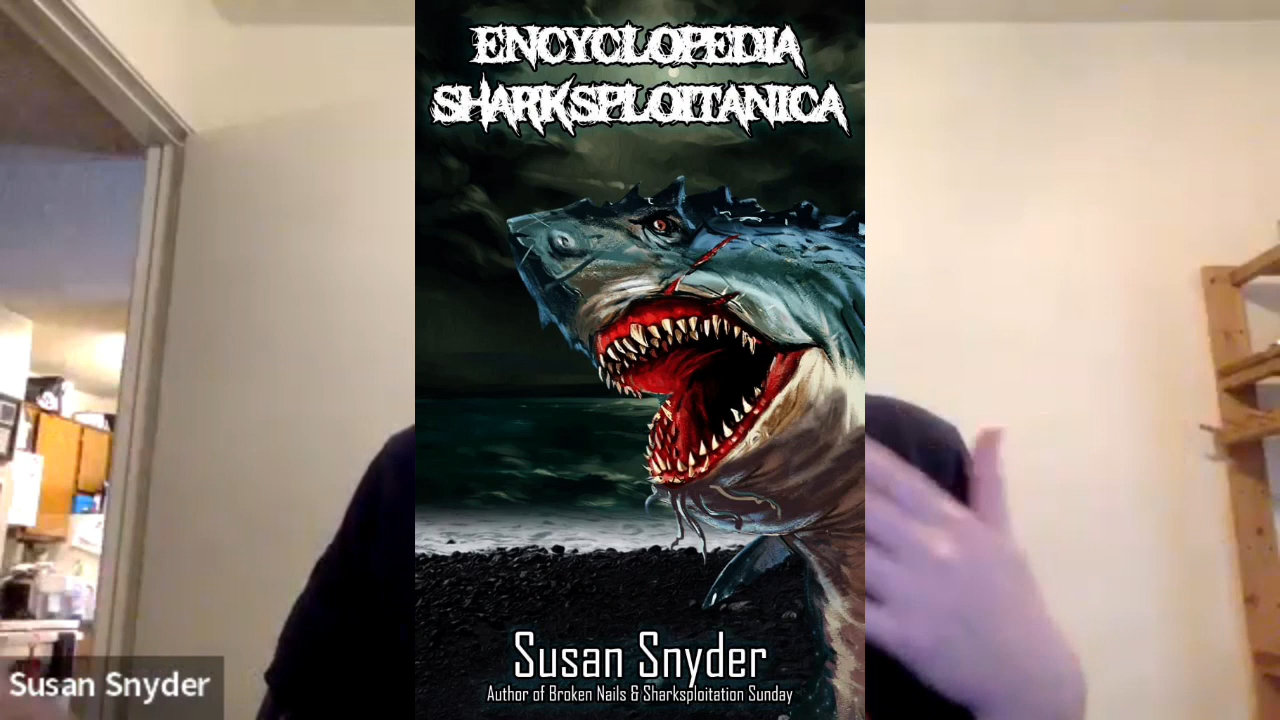 ENCYCLOPEDIA
SHARKSPLOITANICA
Susan Snyder
Author of Broken Nails & Sharksploitation Sunday
Susan Snyder